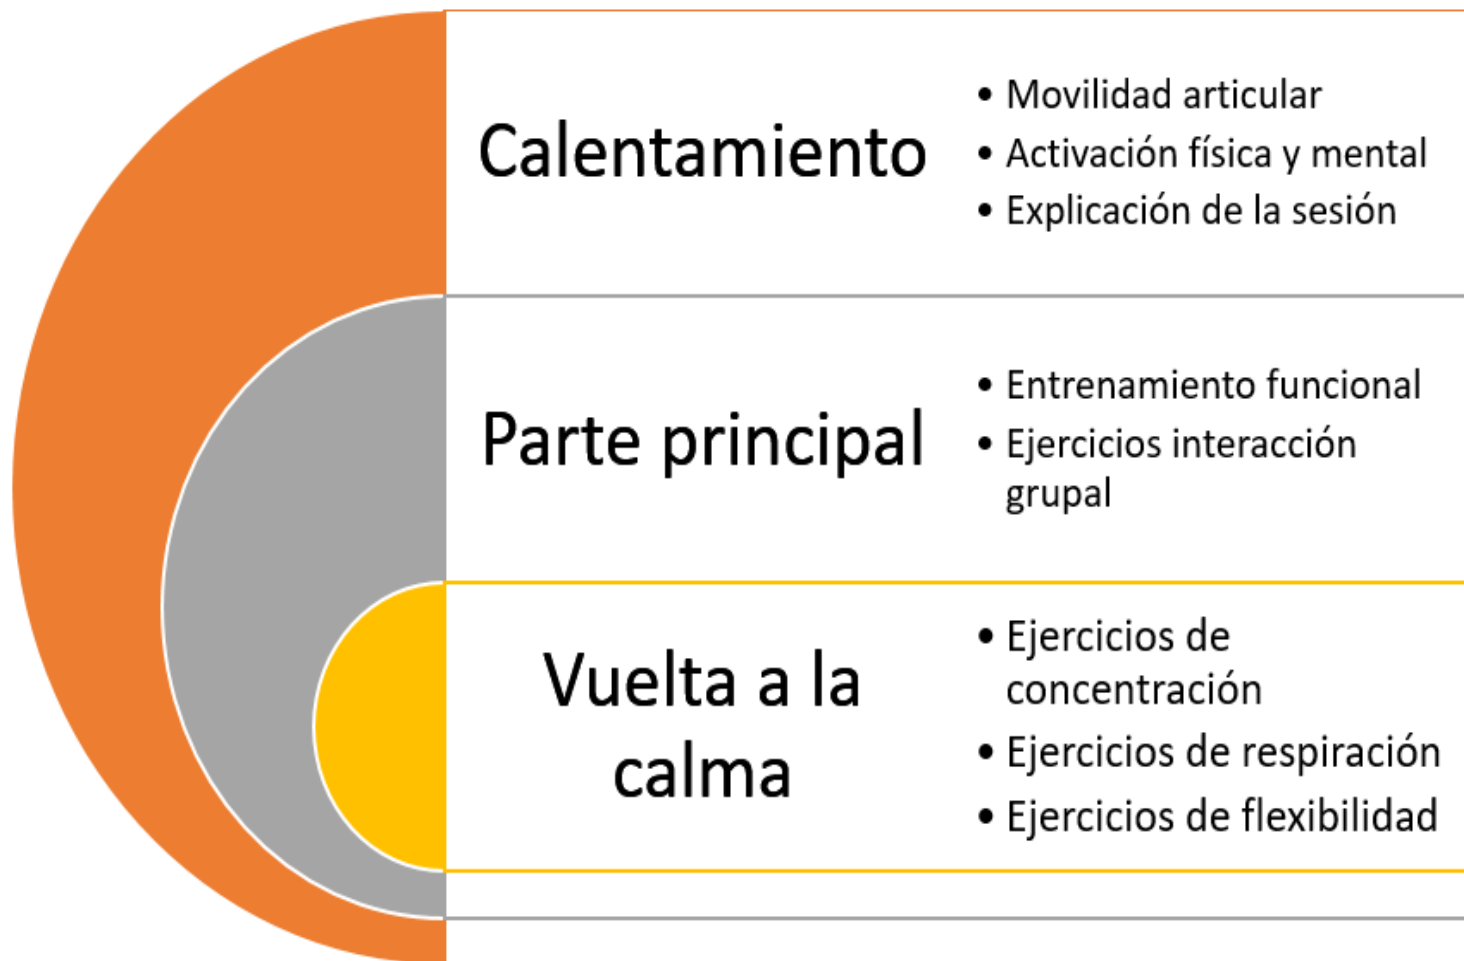 Calentamiento
• Movilidad articular
• Activación física y mental
• Explicación de la sesión
Parte principal
• Entrenamiento funcional
• Ejercicios interacción
grupal
Vuelta a la
calma
• Ejercicios de
concentración
• Ejercicios de respiración
• Ejercicios de flexibilidad